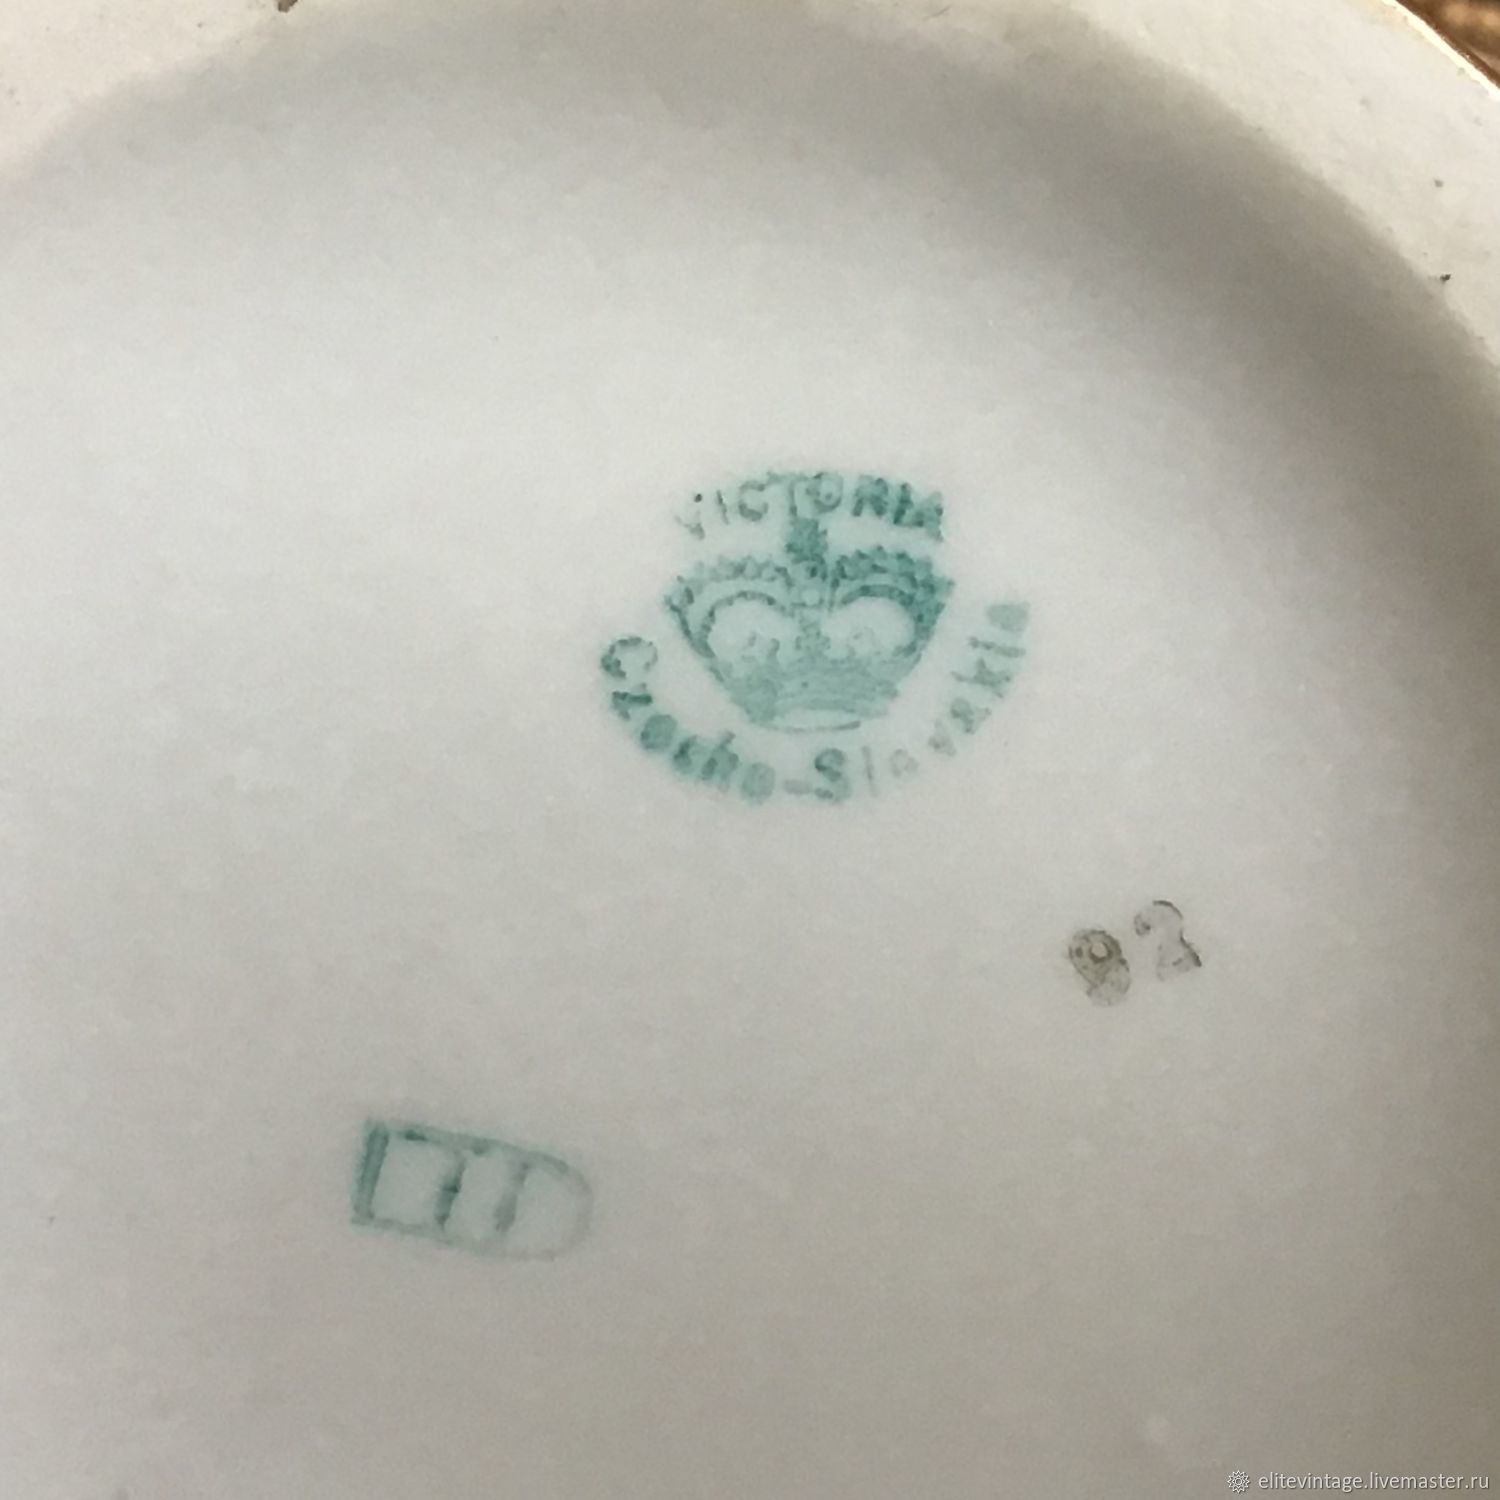 VICTORIA
Czecho-Slovakia
92
elitevintage.livemaster.ru